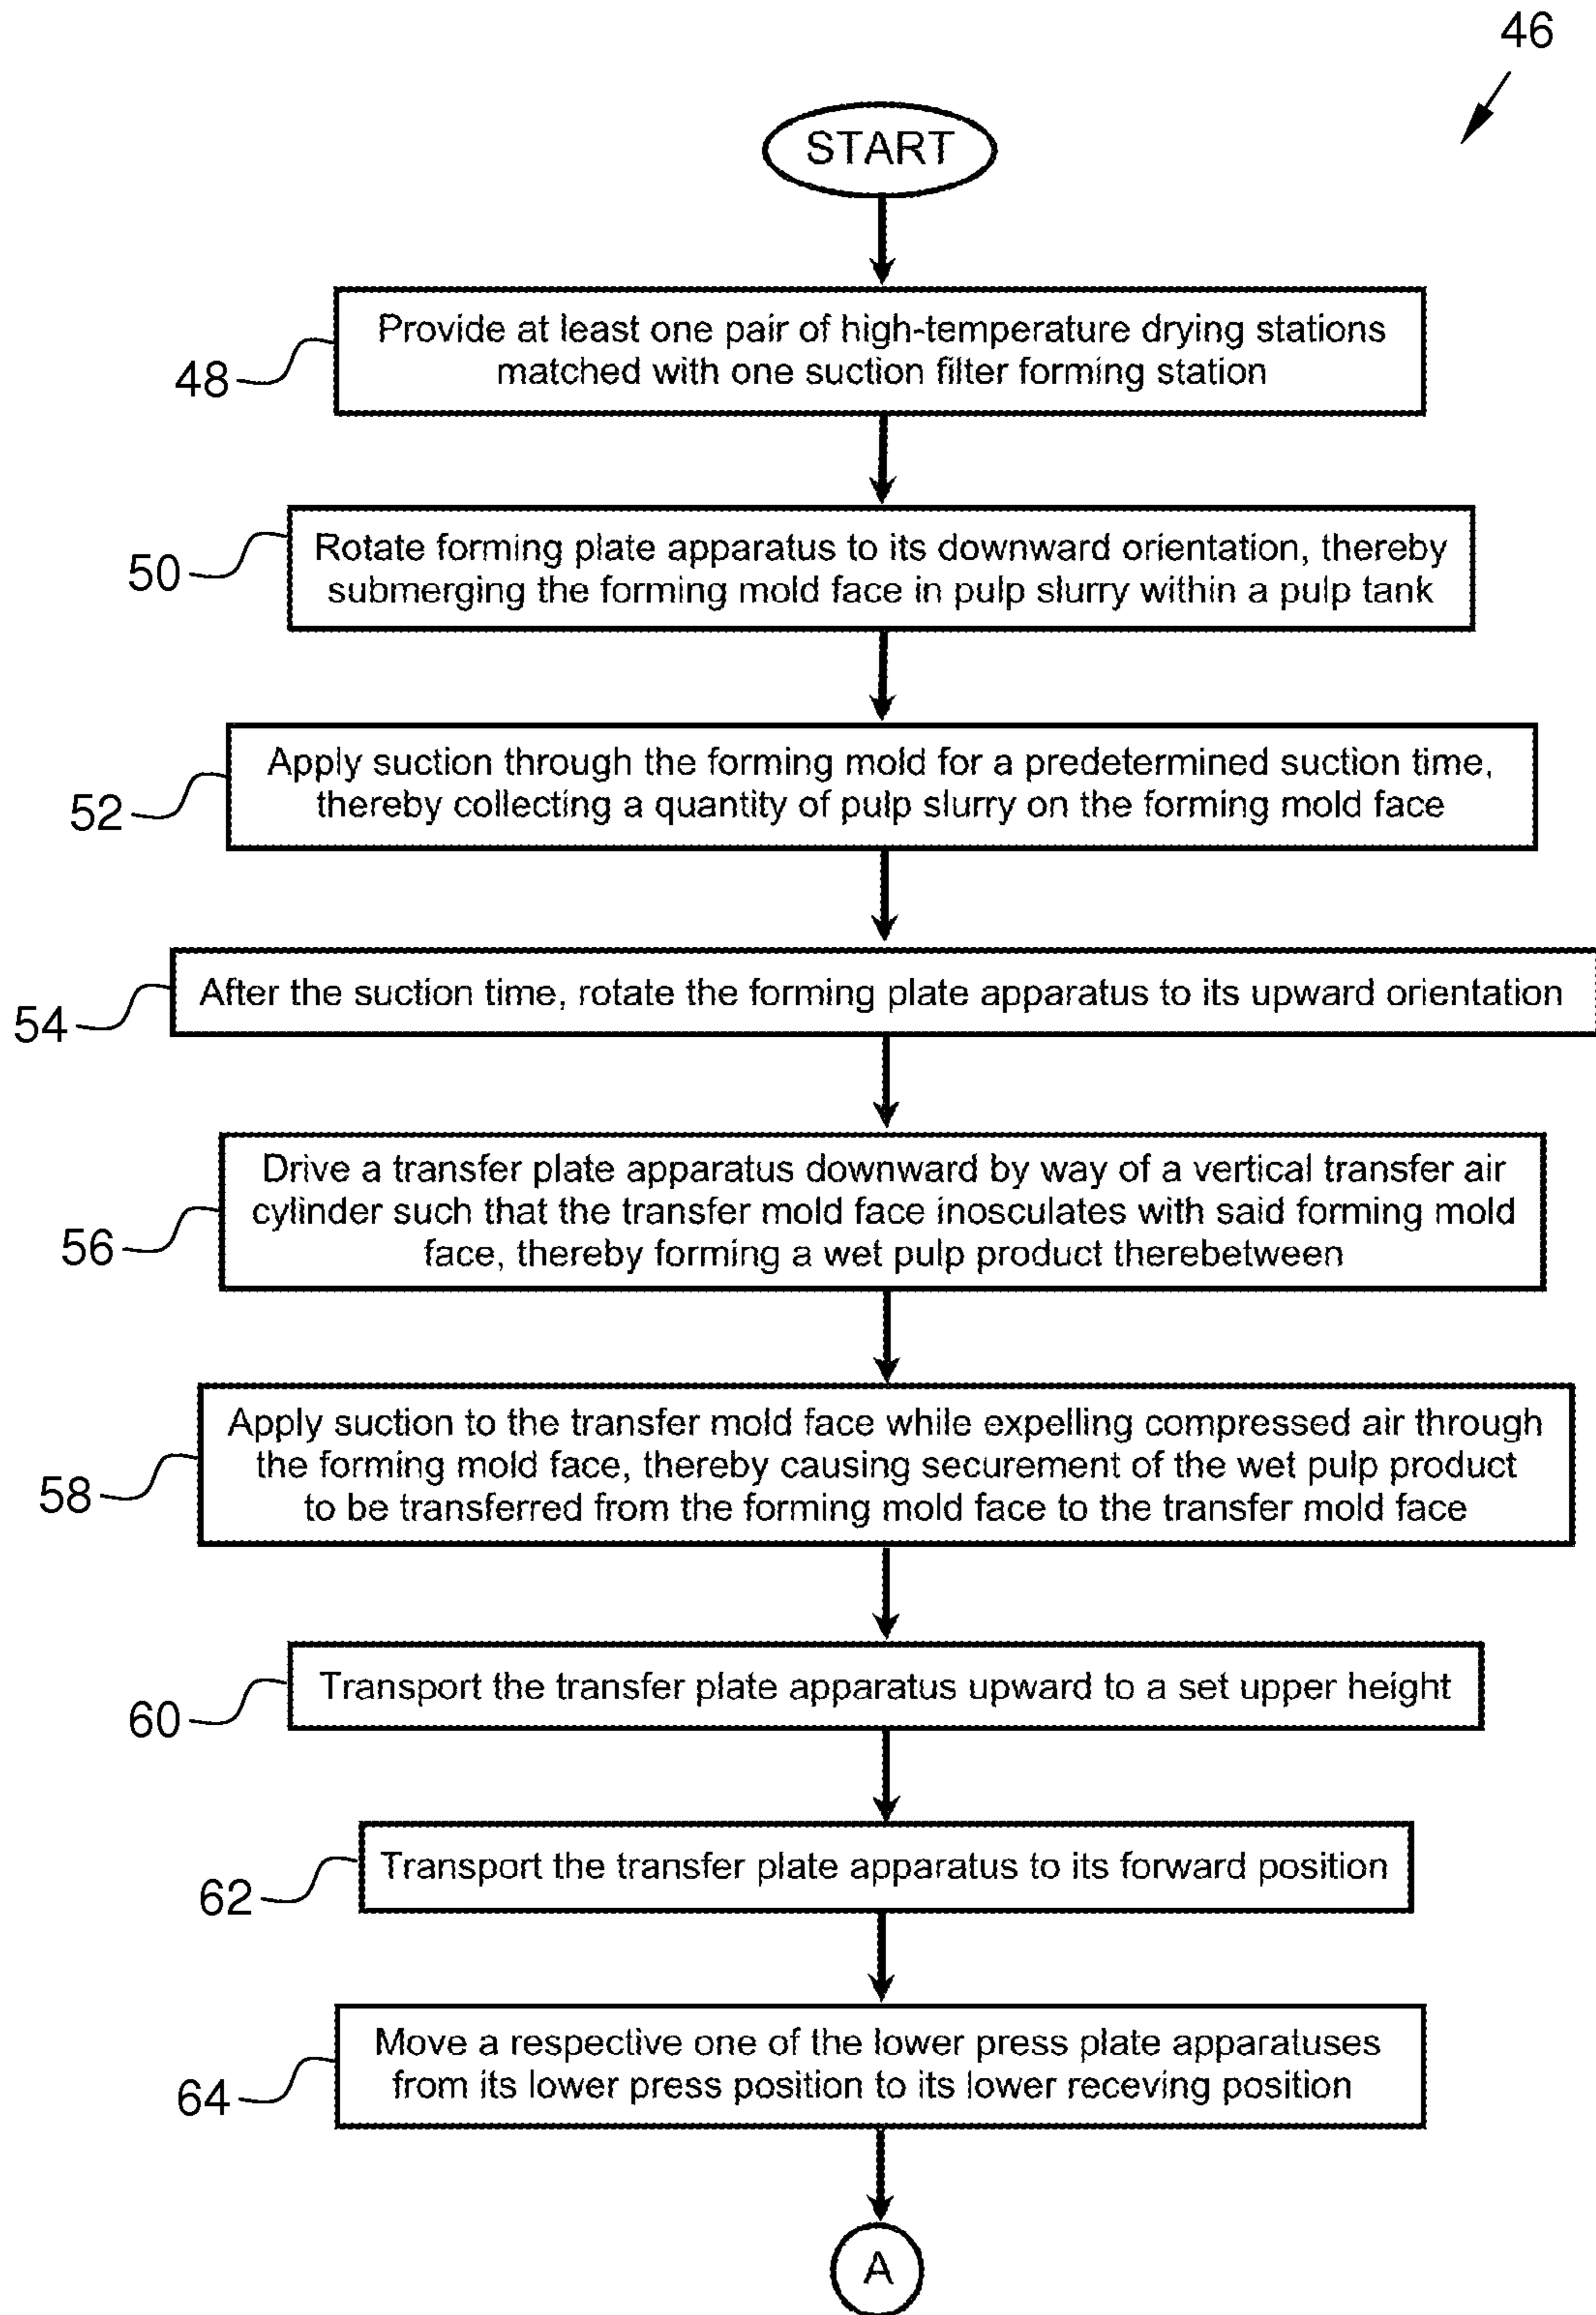 46
START
48
Provide at least one pair of high-temperature drying stations
matched with one suction filter forming station
50
Rotate forming plate apparatus to its downward orientation, thereby
submerging the forming mold face in pulp slurry within a pulp tank
52
Apply suction through the forming mold for a predetermined suction time,
thereby collecting a quantity of pulp slurry on the forming mold face
54
After the suction time, rotate the forming plate apparatus to its upward orientation
56
Drive a transfer plate apparatus downward by way of a vertical transfer air
cylinder such that the transfer mold face inosculates with said forming mold
face, thereby forming a wet pulp product therebetween
58
Apply suction to the transfer mold face while expelling compressed air through
the forming mold face, thereby causing securement of the wet pulp product
to be transferred from the forming mold face to the transfer mold face
60
Transport the transfer plate apparatus upward to a set upper height
62
Transport the transfer plate apparatus to its forward position
64
Move a respective one of the lower press plate apparatuses
from its lower press position to its lower receving position
A